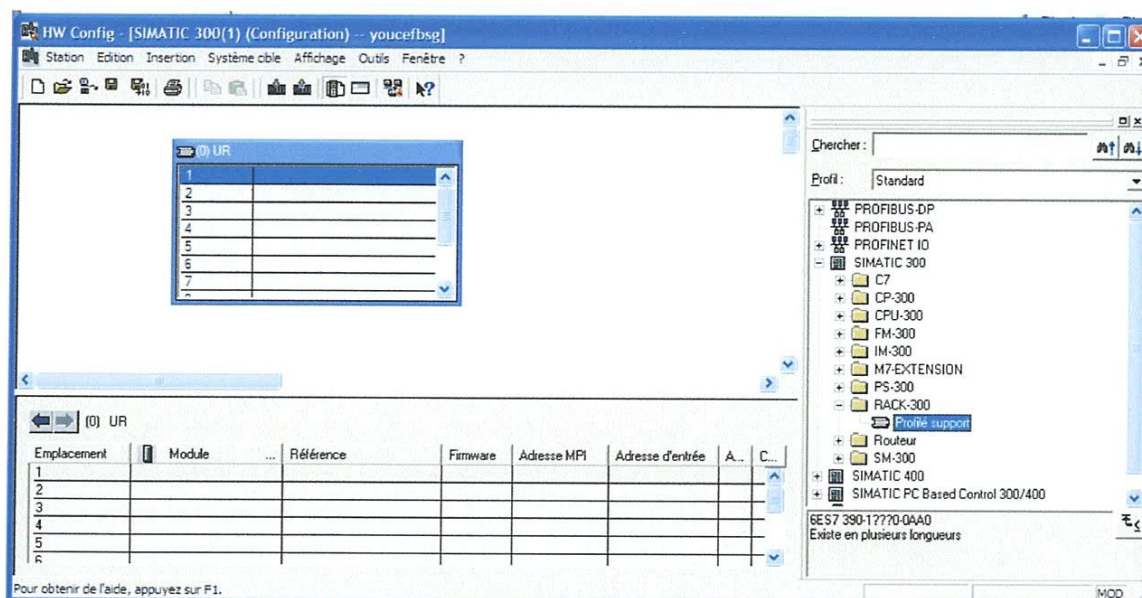 HW Config - [SIMATIC 300(1) (Configuration) -- youcefbsg]
Station Edition Insertion Système cible Affichage Outils Fenêtre ?
(0) UR
1
2
3
4
5
6
7
(0) UR
Emplacement Module ... Référence Firmware Adresse MPI Adresse d'entrée A... C...
1
2
3
4
5
6
Chercher :
Profil : Standard
PROFIBUS-DP
PROFIBUS-PA
PROFINET IO
SIMATIC 300
C7
CP-300
CPU-300
FM-300
IM-300
M7-EXTENSION
PS-300
RACK-300
Profilé support
Routeur
SM-300
SIMATIC 400
SIMATIC PC Based Control 300/400
6ES7 390-1???0-0AA0
Existe en plusieurs longueurs
Pour obtenir de l'aide, appuyez sur F1.
MOD